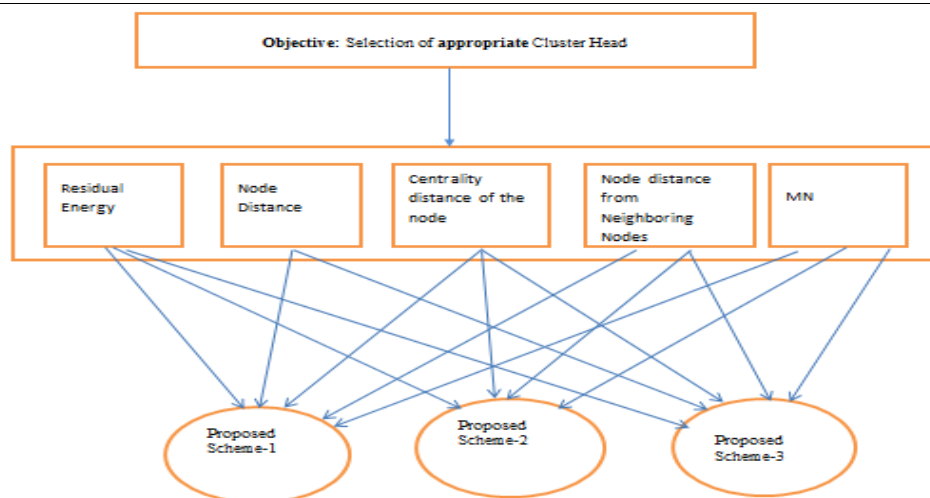 Objective: Selection of appropriate Cluster Head
Residual
Energy
Node
Distance
Centrality
distance of the
node
Node distance
from
Neighboring
Nodes
MN
Proposed
Scheme-1
Proposed
Scheme-2
Proposed
Scheme-3